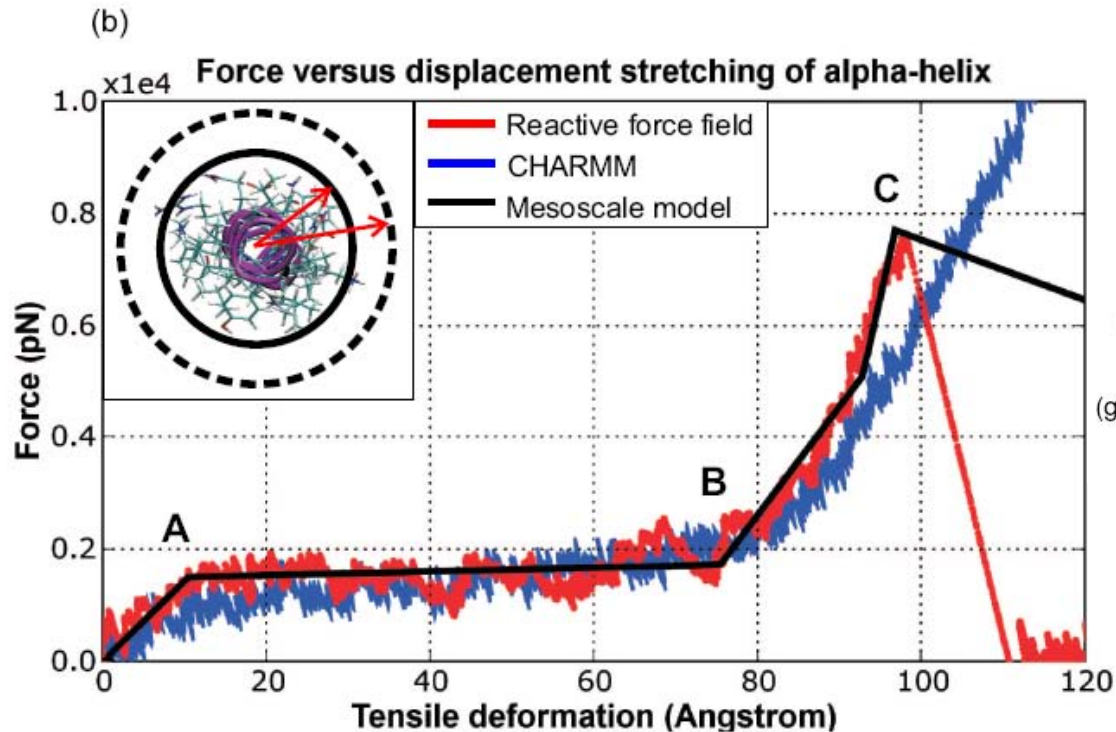 (b)
Force versus displacement stretching of alpha-helix
x1e4
1.0
0.8
0.6
0.4
0.2
0.0
Force (pN)
Reactive force field
CHARMM
Mesoscale model
A
B
C
(g
0
20
40
60
80
100
120
Tensile deformation (Angstrom)